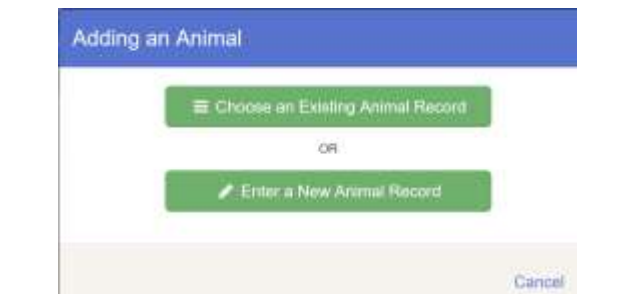 Adding an Animal
Choose an Existing Animal Record
OR
Enter a New Animal Record
Cancel